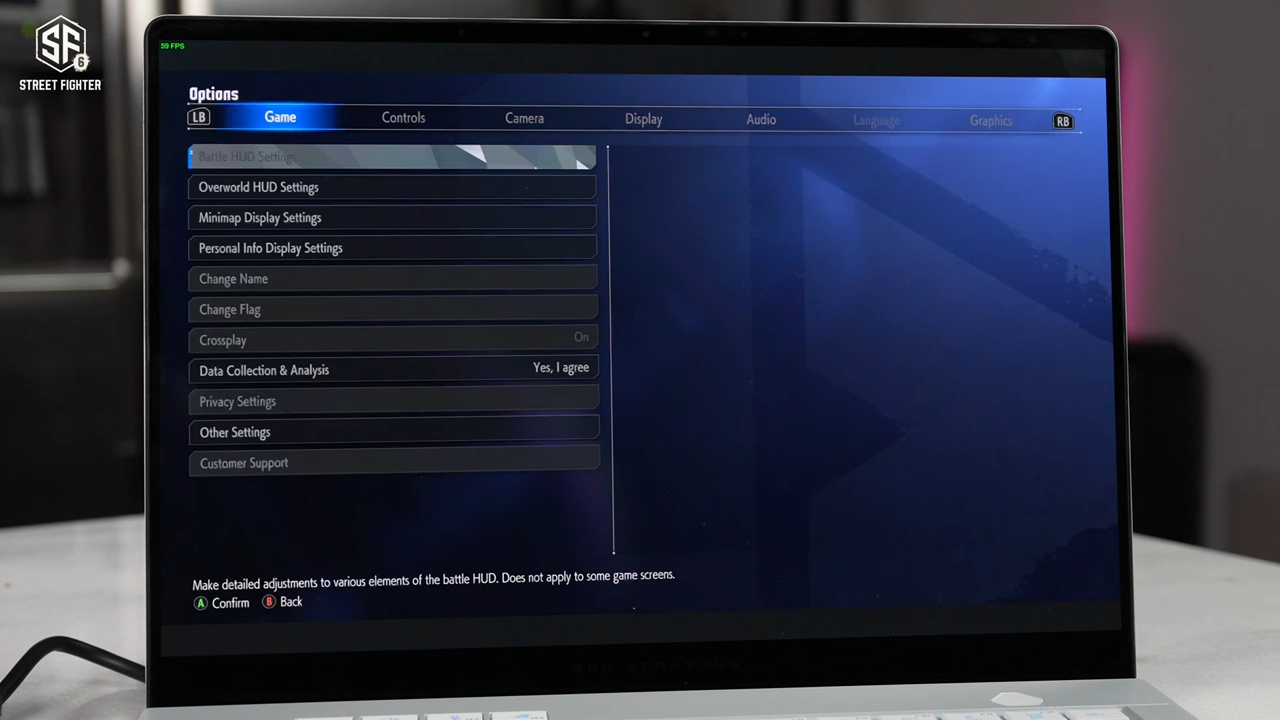 SF
6
STREET FIGHTER
59 FPS
Options
LB Game Controls Camera Display Audio Language Graphics RB
Battle HUD Settings
Overworld HUD Settings
Minimap Display Settings
Personal Info Display Settings
Change Name
Change Flag
Crossplay On
Data Collection & Analysis Yes, I agree
Privacy Settings
Other Settings
Customer Support
Make detailed adjustments to various elements of the battle HUD. Does not apply to some game screens.
A Confirm B Back
ROG ZEPHYRUS